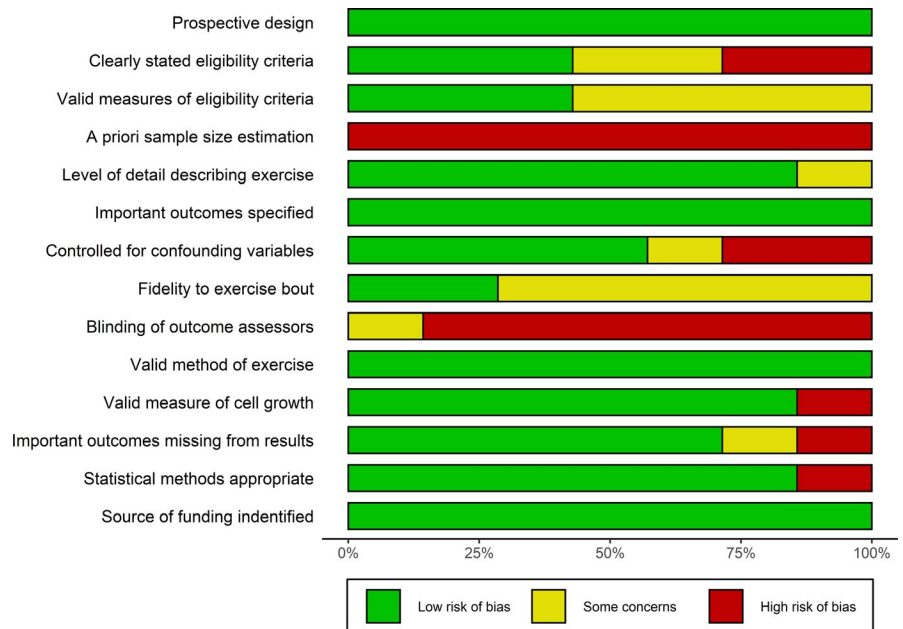 Prospective design
Clearly stated eligibility criteria
Valid measures of eligibility criteria
A priori sample size estimation
Level of detail describing exercise
Important outcomes specified
Controlled for confounding variables
Fidelity to exercise bout
Blinding of outcome assessors
Valid method of exercise
Valid measure of cell growth
Important outcomes missing from results
Statistical methods appropriate
Source of funding indentified
0% 25% 50% 75% 100%
Low risk of bias Some concerns High risk of bias